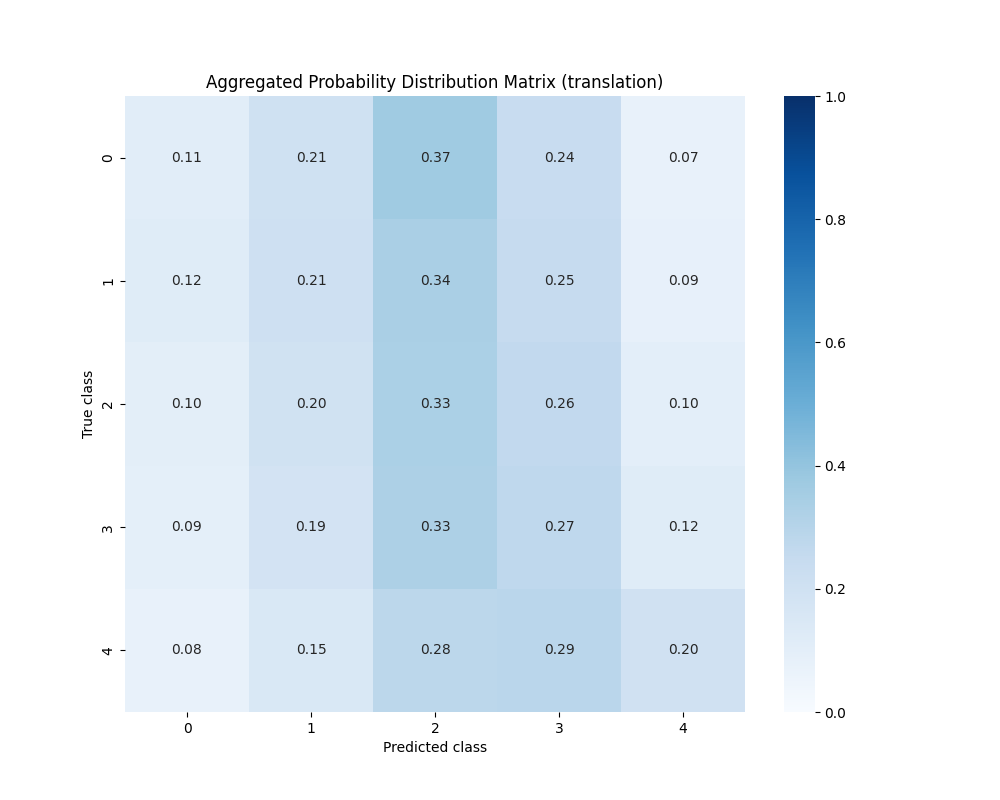 Aggregated Probability Distribution Matrix (translation)
1.0
0 0.11 0.21 0.37 0.24 0.07
0.8
1 0.12 0.21 0.34 0.25 0.09
0.6
True class
2 0.10 0.20 0.33 0.26 0.10
0.4
3 0.09 0.19 0.33 0.27 0.12
0.2
4 0.08 0.15 0.28 0.29 0.20
0.0
0 1 2 3 4
Predicted class